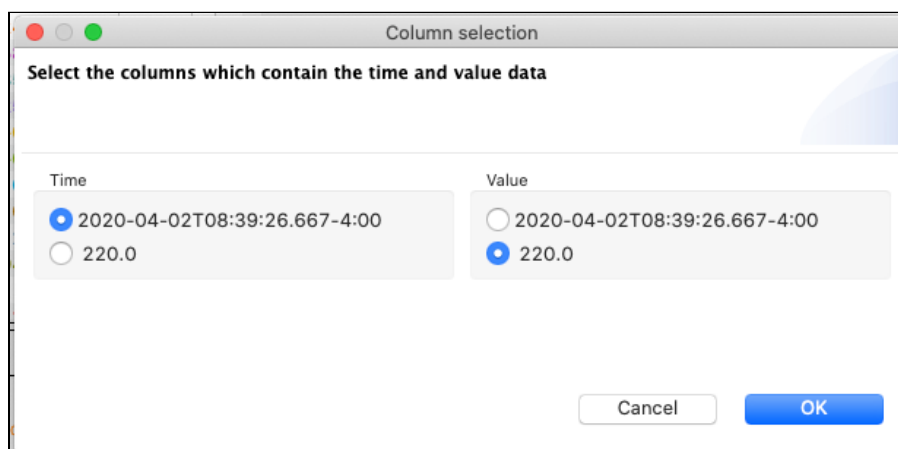 Column selection
Select the columns which contain the time and value data
Time
2020-04-02T08:39:26.667-4:00
220.0
Value
2020-04-02T08:39:26.667-4:00
220.0
Cancel
OK